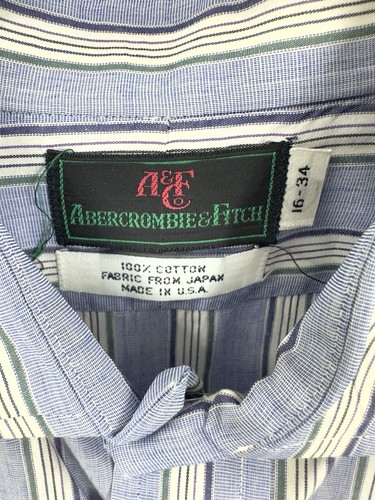 A&F
Co
ABERCROMBIE&FITCH
16-34
100% COTTON
FABRIC FROM JAPAN
MADE IN U.S.A.